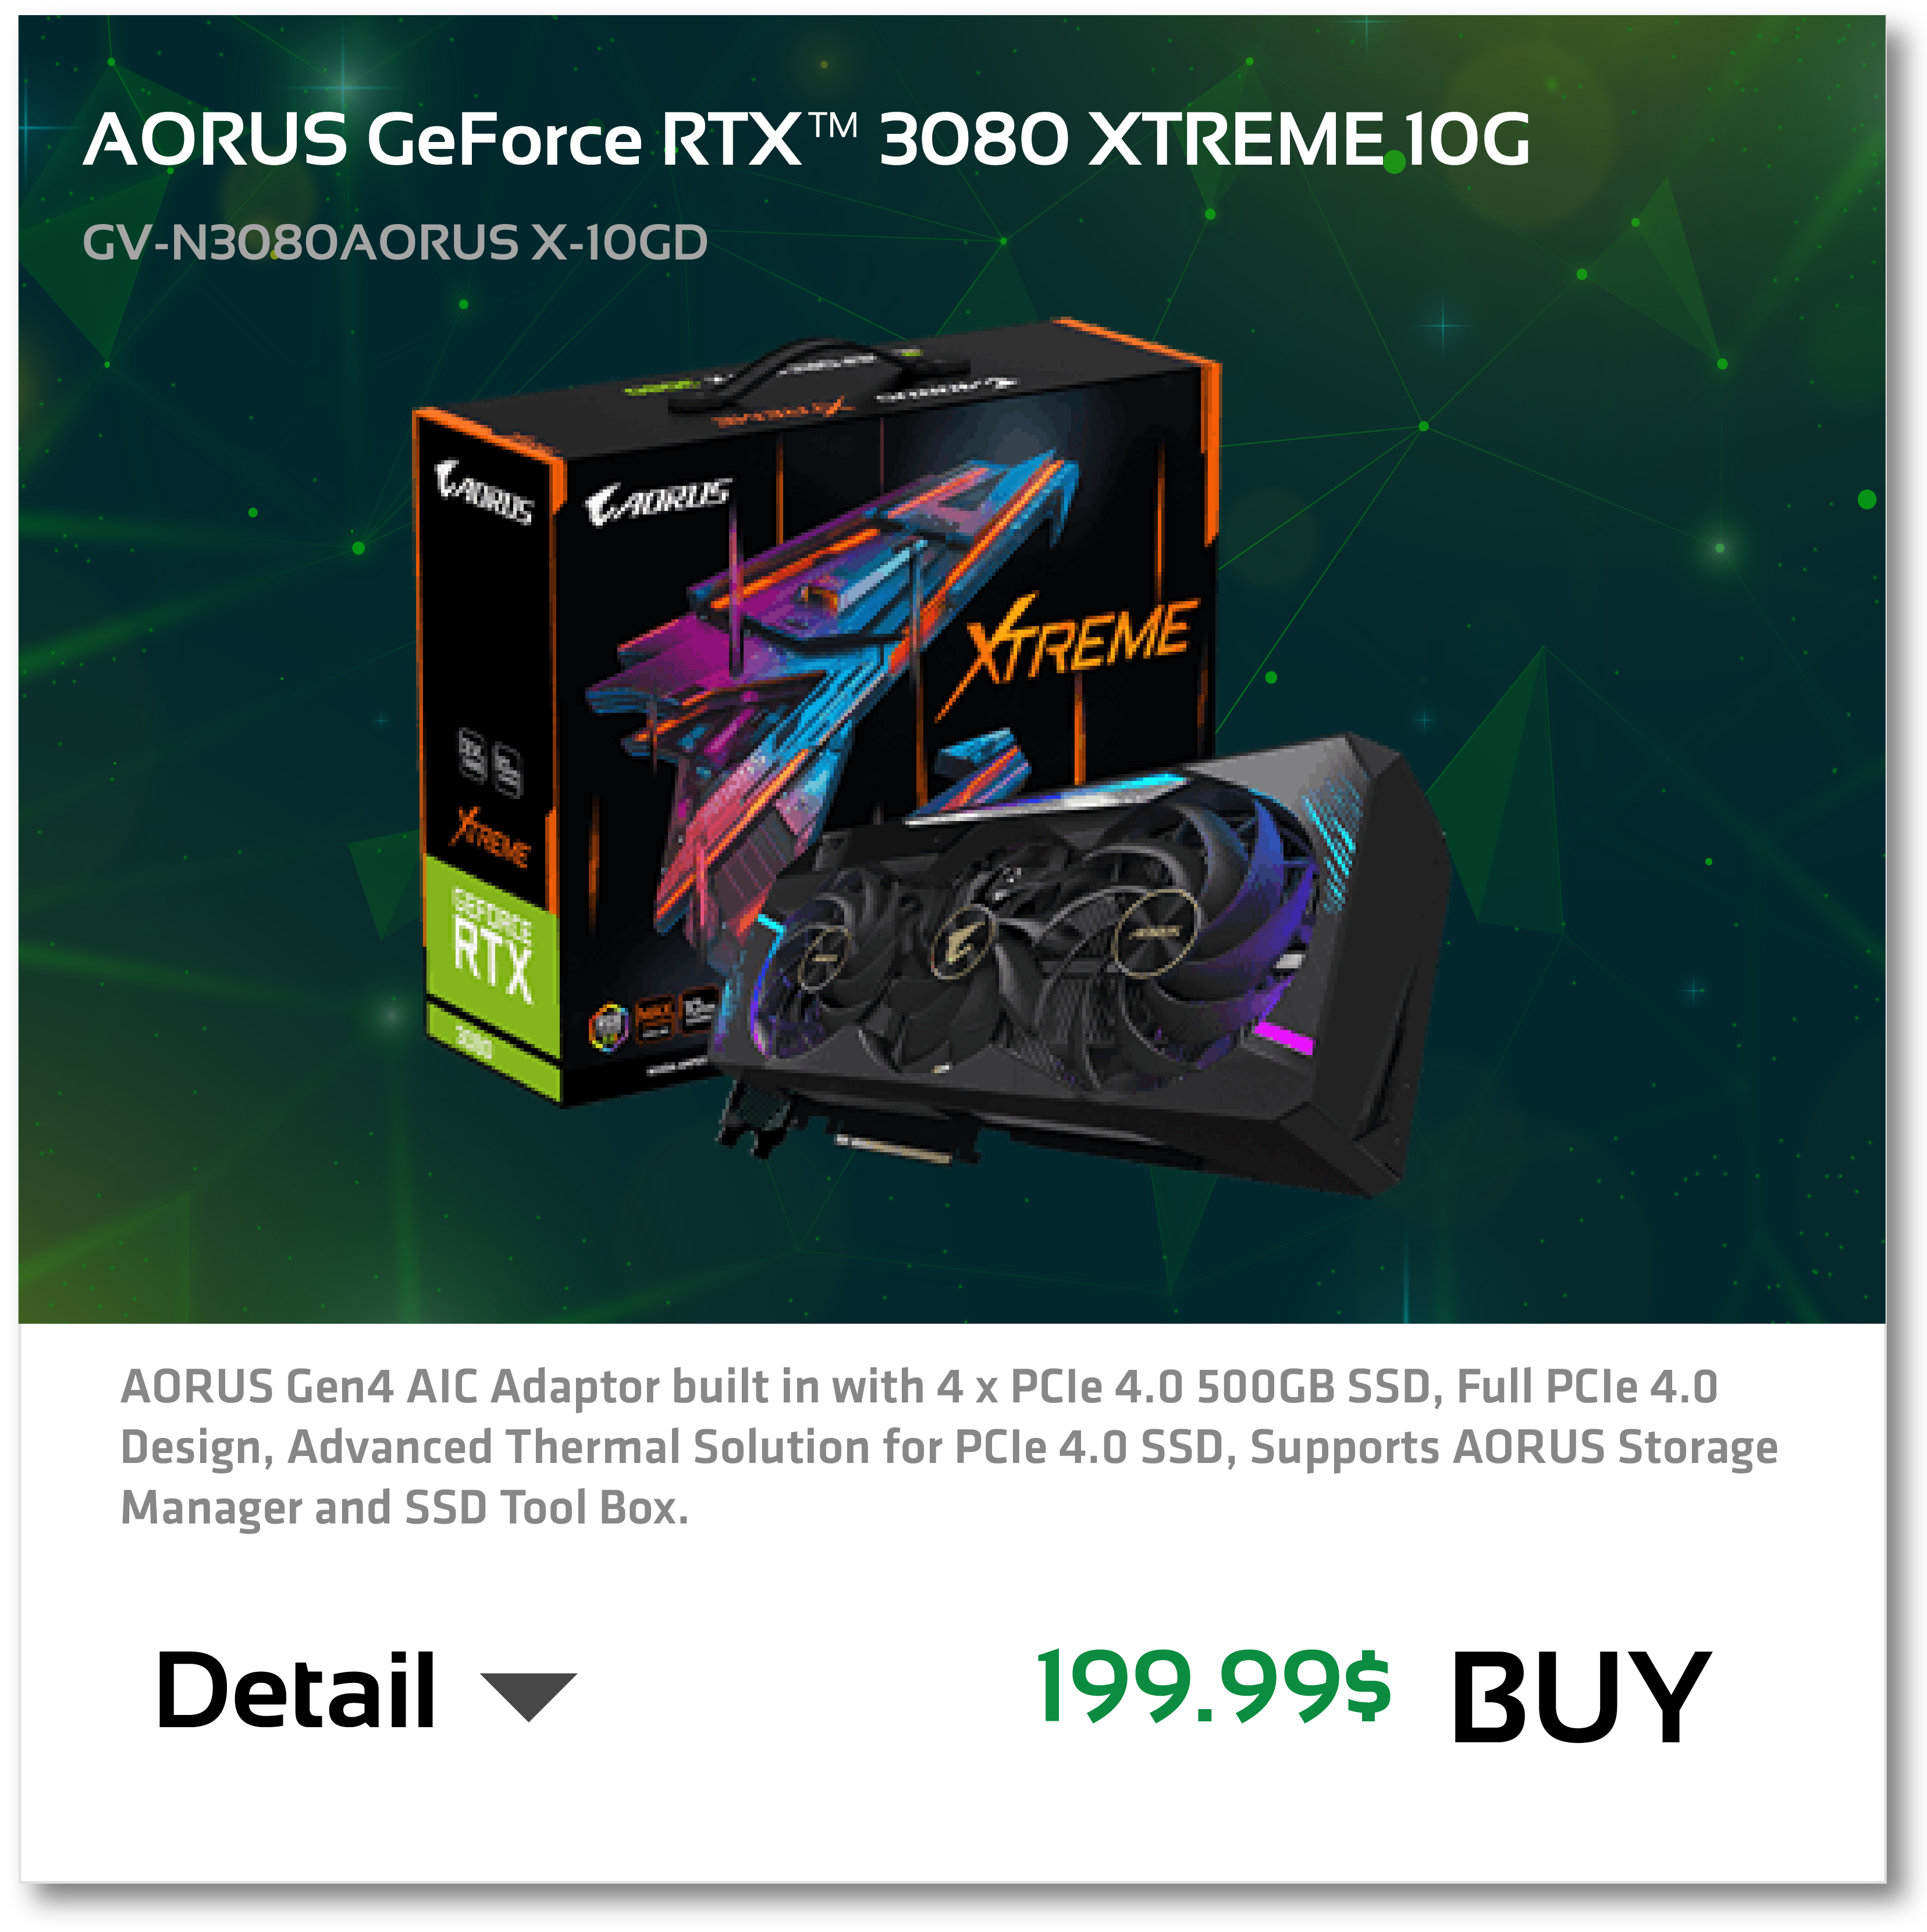 AORUS GeForce RTX™ 3080 XTREME 10G
GV-N3080AORUS X-10GD
AORUS
AORUS
XTREME
XTREME
GEFORCE
RTX
3080
AORUS Gen4 AIC Adaptor built in with 4 x PCIe 4.0 500GB SSD, Full PCIe 4.0
Design, Advanced Thermal Solution for PCIe 4.0 SSD, Supports AORUS Storage
Manager and SSD Tool Box.
Detail
199.99$ BUY